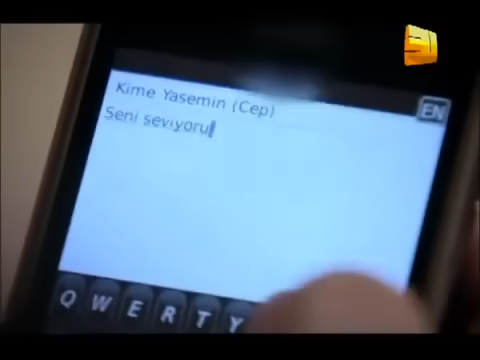 Kime Yasemin (Cep)
EN
Seni seviyoru
Q W E R T Y